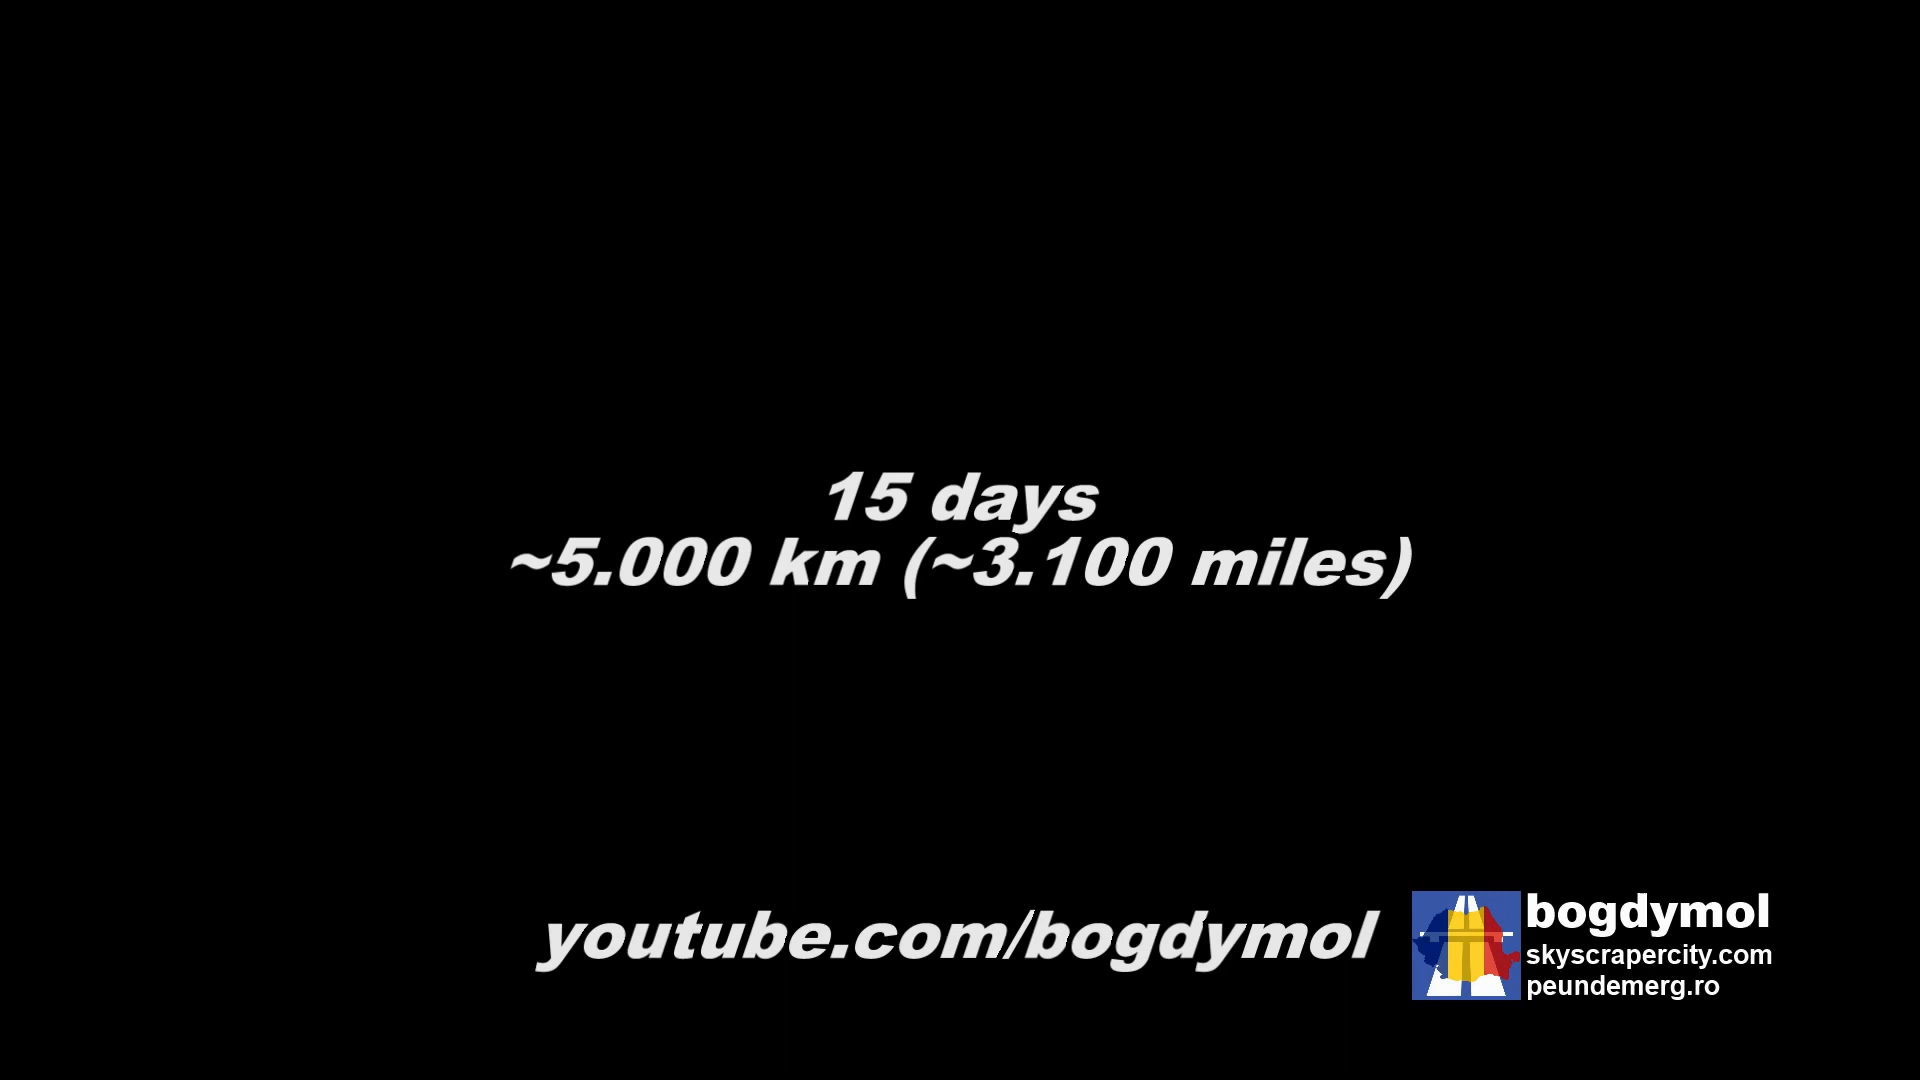 15 days
~5.000 km (~3.100 miles)
youtube.com/bogdymol
bogdymol
skyscrapercity.com
peundemerg.ro